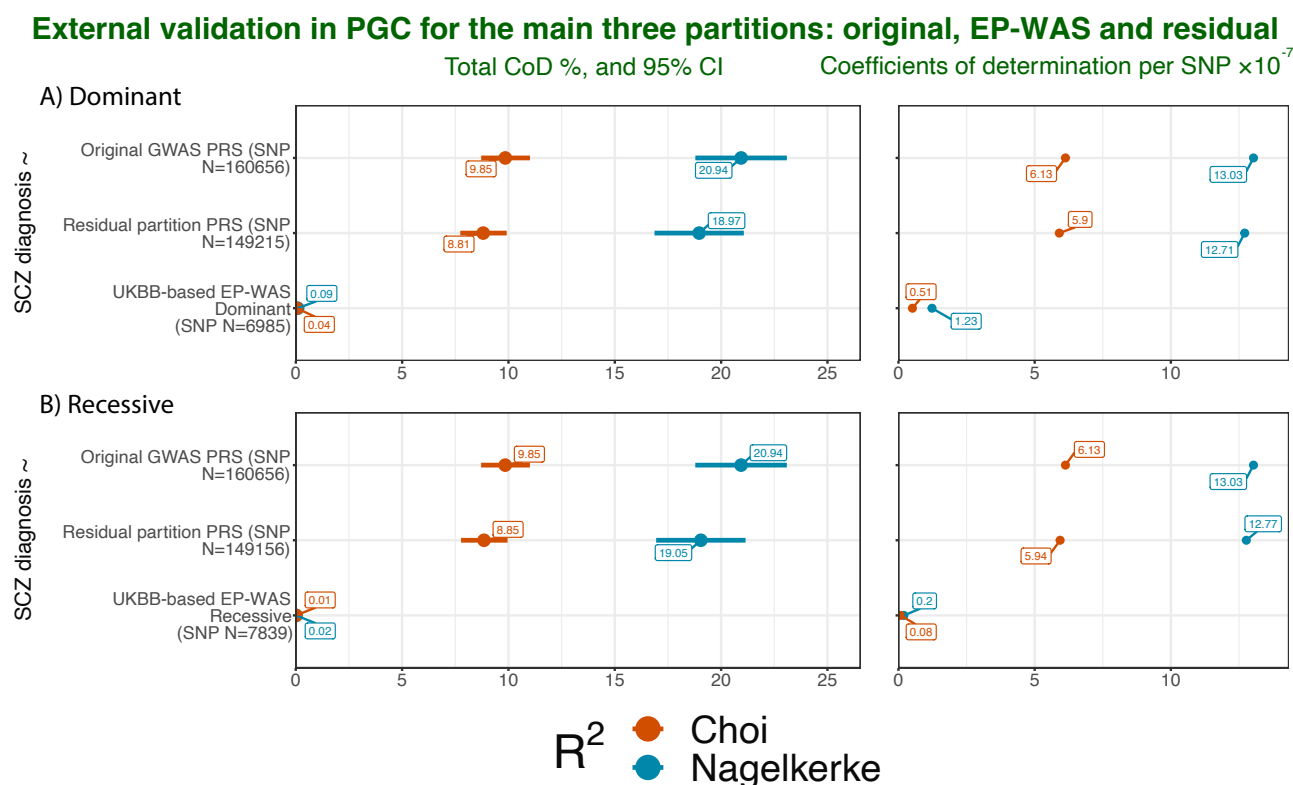 External validation in PGC for the main three partitions: original, EP-WAS and residual
Total CoD %, and 95% CI
Coefficients of determination per SNP ×10⁻⁷
A) Dominant
SCZ diagnosis ~
Original GWAS PRS (SNP
N=160656)
Residual partition PRS (SNP
N=149215)
UKBB-based EP-WAS
Dominant
(SNP N=6985)
9.85
20.94
8.81
18.97
0.09
0.04
0 5 10 15 20 25
6.13
13.03
5.9
12.71
0.51
1.23
0 5 10
B) Recessive
SCZ diagnosis ~
Original GWAS PRS (SNP
N=160656)
Residual partition PRS (SNP
N=149156)
UKBB-based EP-WAS
Recessive
(SNP N=7839)
9.85
20.94
8.85
19.05
0.01
0.02
0 5 10 15 20 25
6.13
13.03
12.77
5.94
0.2
0.08
0 5 10
R²
Choi
Nagelkerke